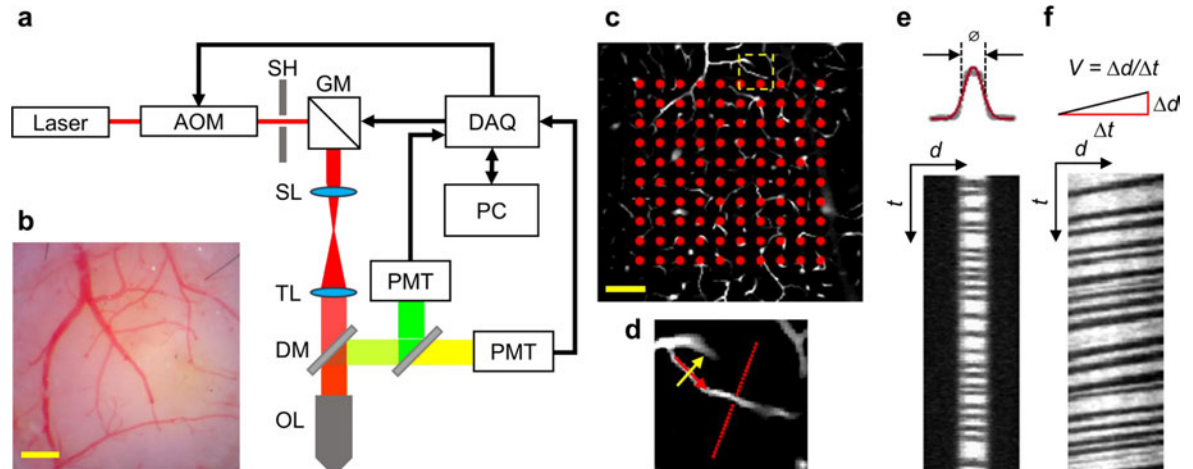 a
SH
GM
Laser
AOM
DAQ
SL
PC
PMT
TL
DM
PMT
OL
b
c
d
e
⌀
d
t
f
V = Δd/Δt
Δd
Δt
d
t